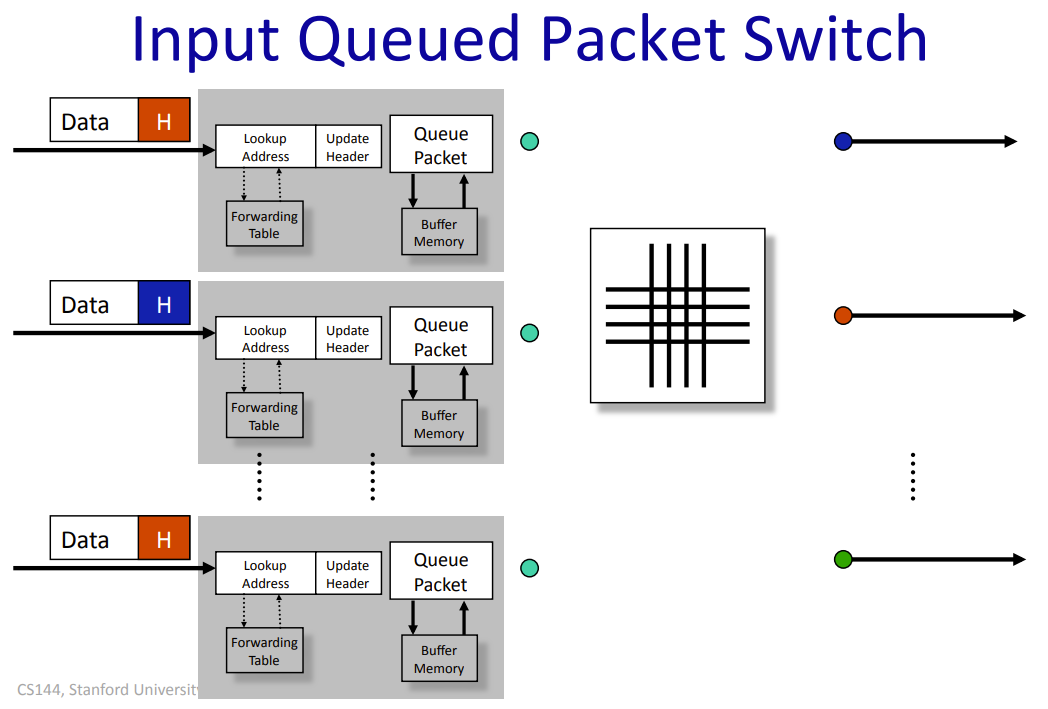 Input Queued Packet Switch
Data H
Lookup Address
Update Header
Queue Packet
Forwarding Table
Buffer Memory
Data H
Lookup Address
Update Header
Queue Packet
Forwarding Table
Buffer Memory
Data H
Lookup Address
Update Header
Queue Packet
Forwarding Table
Buffer Memory
CS144, Stanford University